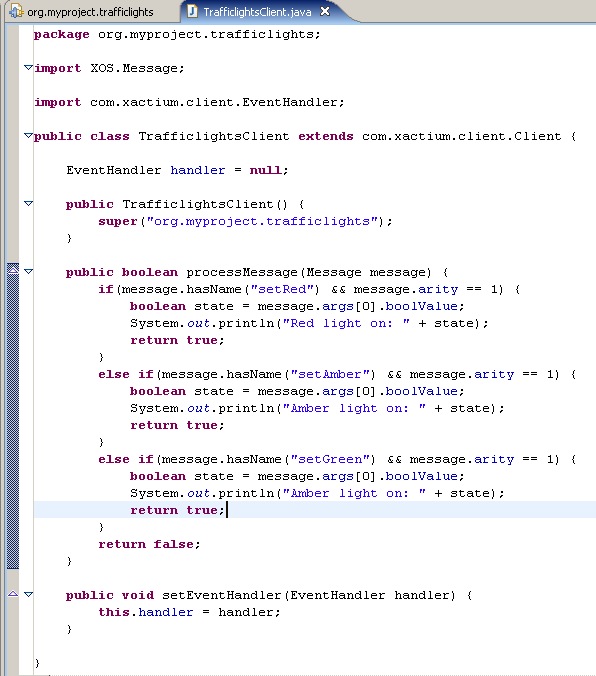 org.myproject.trafficlights
TrafficlightsClient.java
package org.myproject.trafficlights;
import XOS.Message;
import com.xactium.client.EventHandler;
public class TrafficlightsClient extends com.xactium.client.Client {
EventHandler handler = null;
public TrafficlightsClient() {
super("org.myproject.trafficlights");
}
public boolean processMessage(Message message) {
if(message.hasName("setRed") && message.arity == 1) {
boolean state = message.args[0].boolValue;
System.out.println("Red light on: " + state);
return true;
}
else if(message.hasName("setAmber") && message.arity == 1) {
boolean state = message.args[0].boolValue;
System.out.println("Amber light on: " + state);
return true;
}
else if(message.hasName("setGreen") && message.arity == 1) {
boolean state = message.args[0].boolValue;
System.out.println("Amber light on: " + state);
return true;
}
return false;
}
public void setEventHandler(EventHandler handler) {
this.handler = handler;
}
}